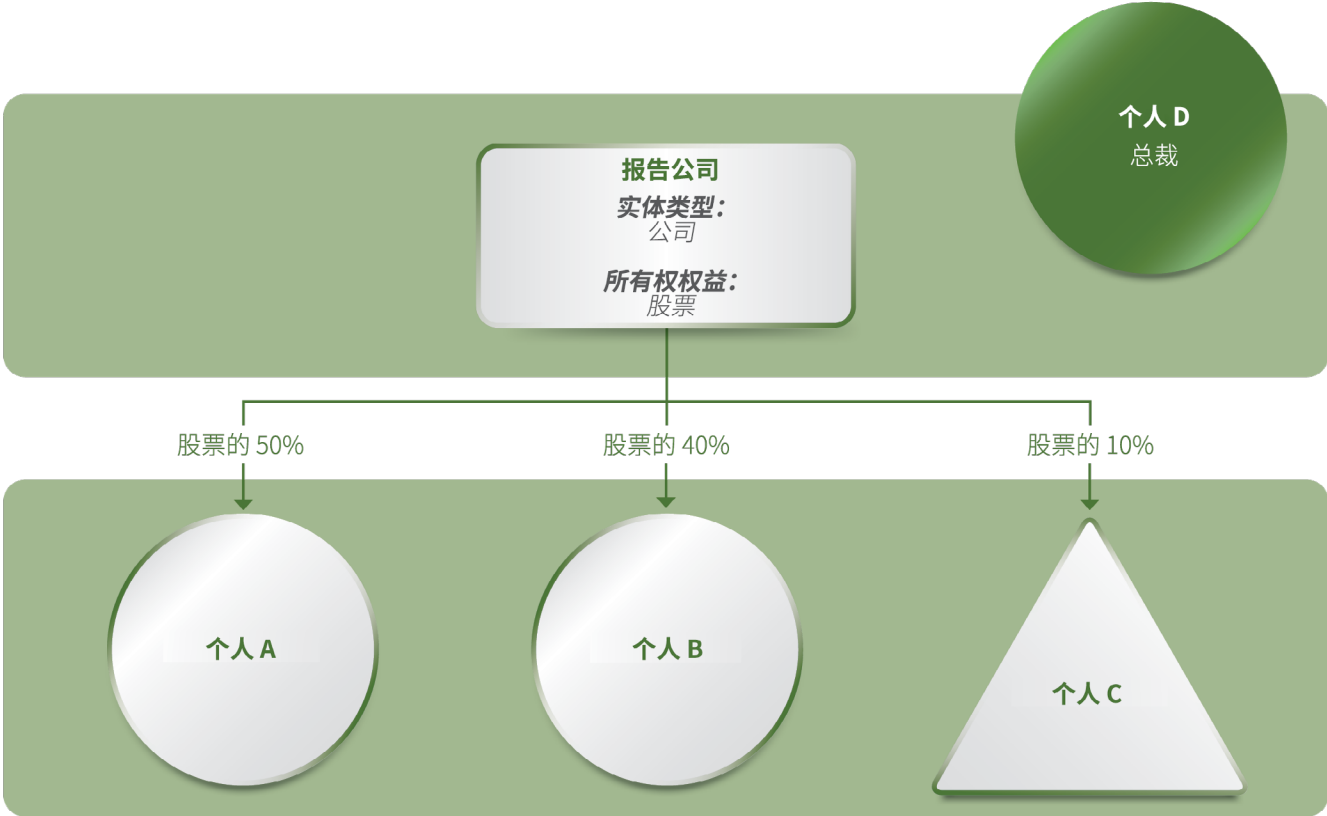 个人 D
总裁
报告公司
实体类型：
公司
所有权权益：
股票
股票的 50%
股票的 40%
股票的 10%
个人 A
个人 B
个人 C